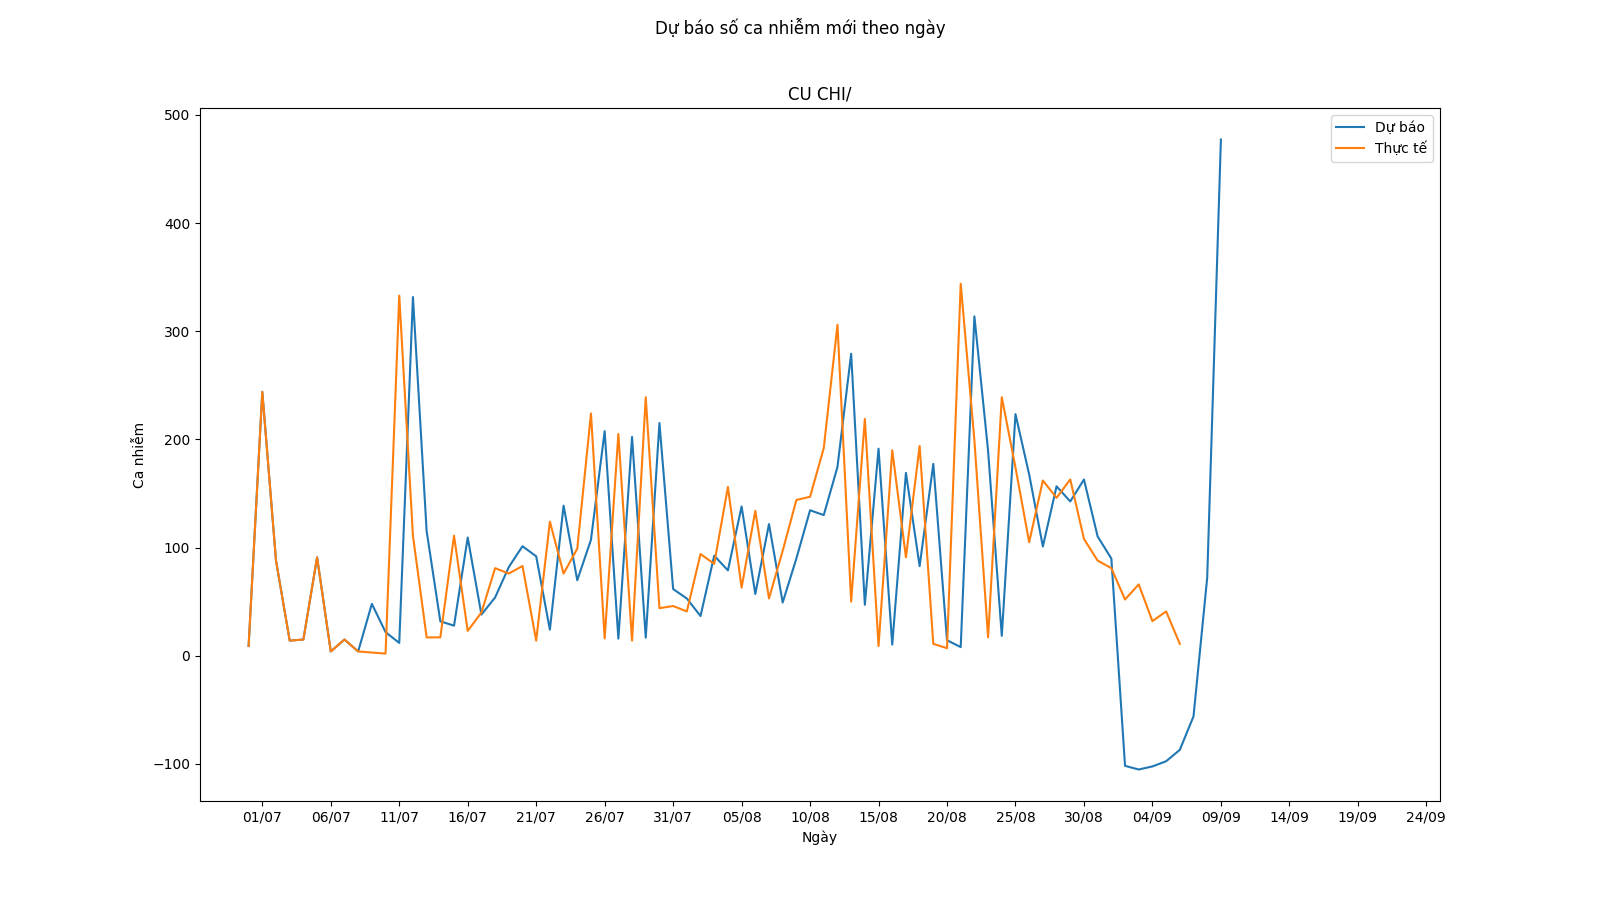 Dự báo số ca nhiễm mới theo ngày
CU CHI/
500
400
300
200
100
0
−100
Ca nhiễm
Dự báo
Thực tế
01/07 06/07 11/07 16/07 21/07 26/07 31/07 05/08 10/08 15/08 20/08 25/08 30/08 04/09 09/09 14/09 19/09 24/09
Ngày